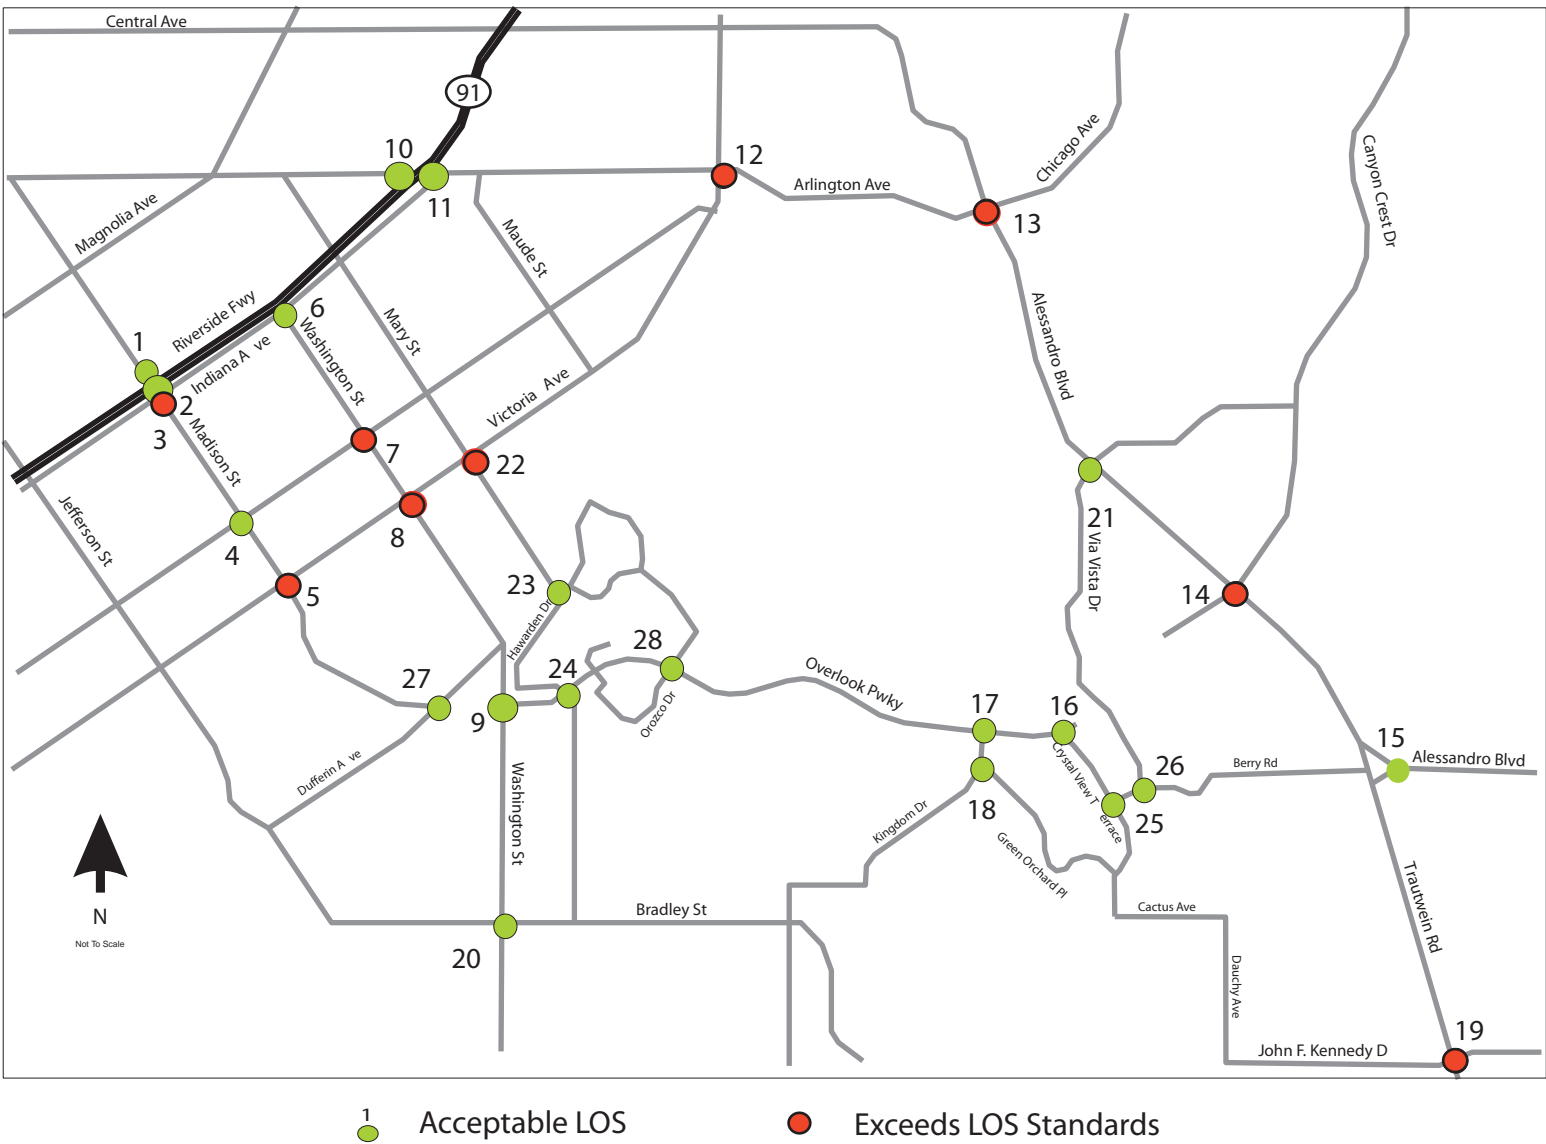 Central Ave
91
10
11
12
Arlington Ave
Chicago Ave
13
Canyon Crest Dr
Magnolia Ave
Maude St
Riverside Fwy
6
1
Indiana A ve
Washington St
Mary St
Alessandro Blvd
2
3
Madison St
Victoria Ave
7
22
Jefferson St
8
4
21
Via Vista Dr
5
23
Hawarden Dr
14
28
27
24
9
Orozco Dr
Overlook Pwky
17
16
15
Alessandro Blvd
Berry Rd
26
Crystal View T errace
25
Dufferin A ve
Washington St
18
Kingdom Dr
Green Orchard Pl
Trautwein Rd
N
Not To Scale
Bradley St
Cactus Ave
20
Dauchy Ave
19
John F. Kennedy D
1
Acceptable LOS
Exceeds LOS Standards